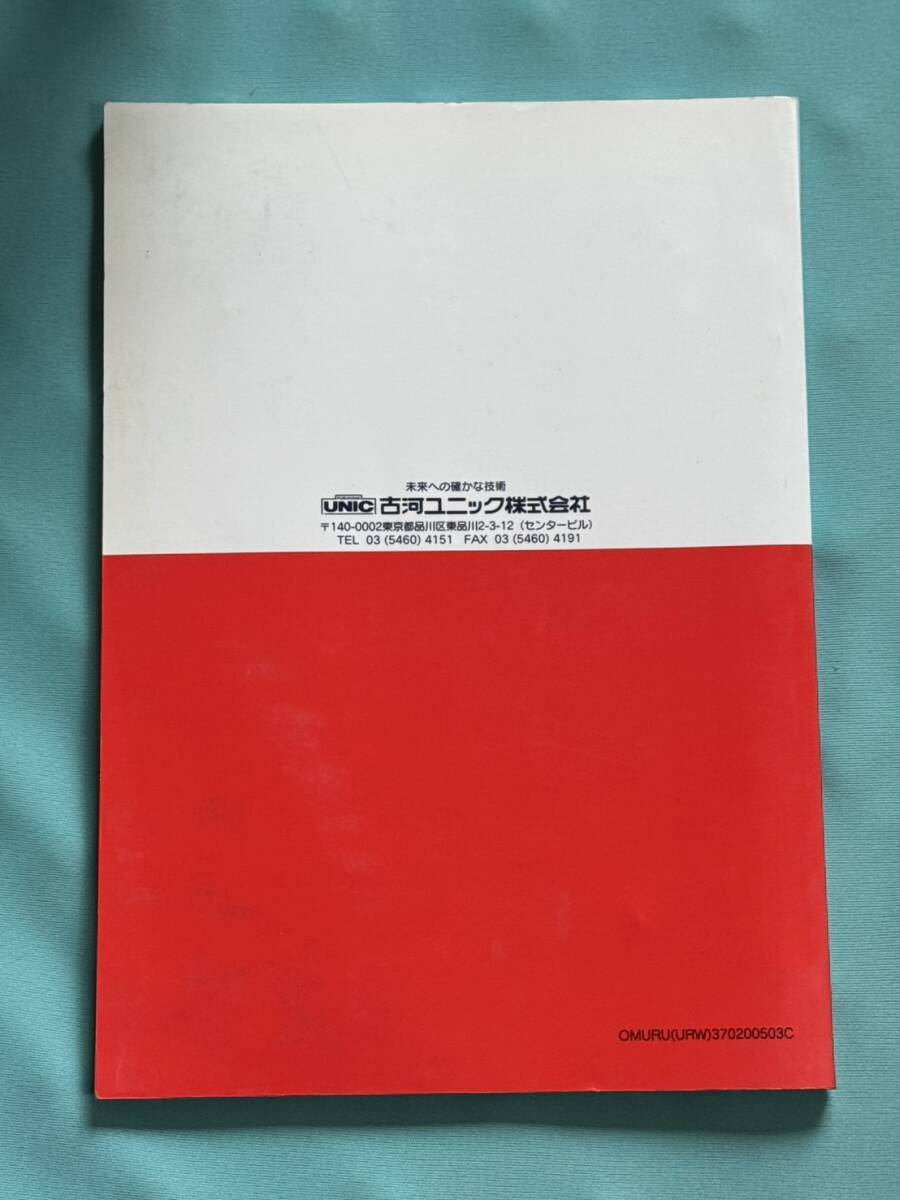 未来への確かな技術
UNIC 古河ユニック株式会社
〒140-0002東京都品川区東品川2-3-12 (センタービル)
TEL 03 (5460) 4151 FAX 03 (5460) 4191
OMURU(URW)370200503C